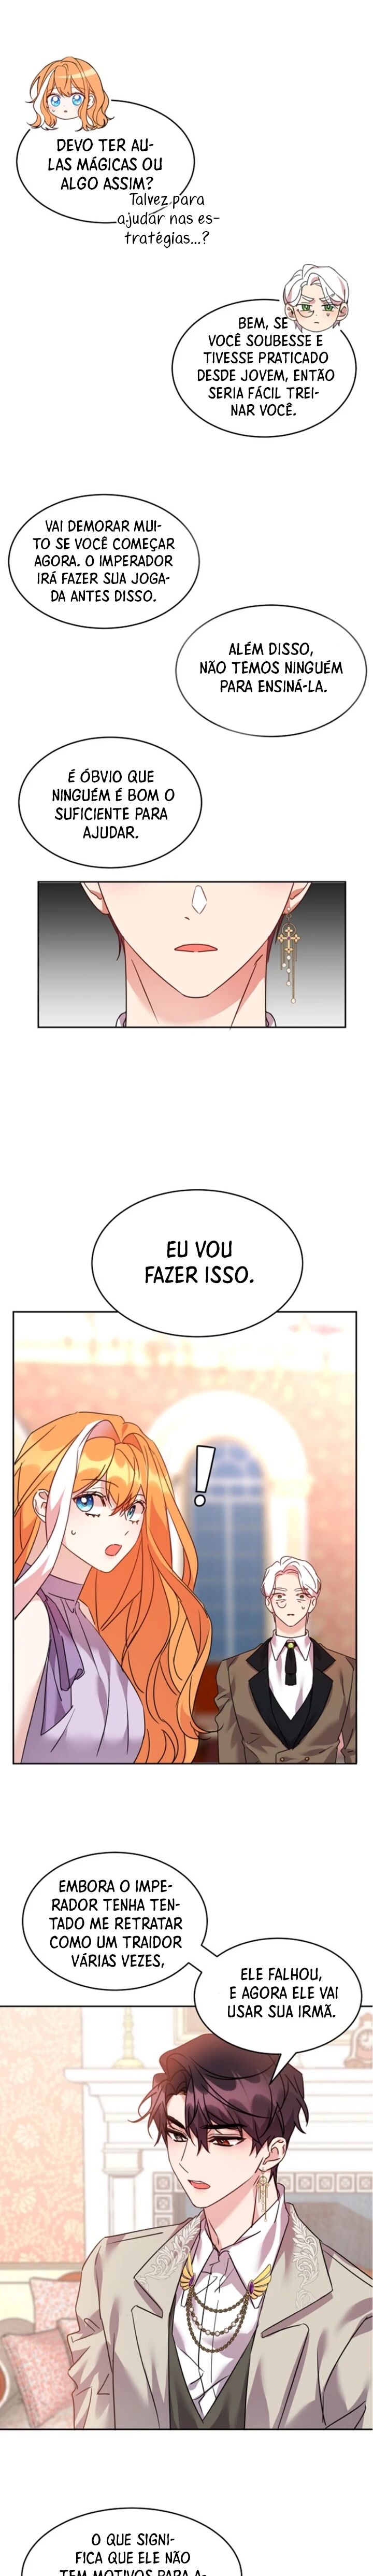 DEVO TER AU-
LAS MÁGICAS OU
ALGO ASSIM?
Talvez para
ajudar nas es-
tratégias...?
BEM, SE
VOCÊ SOUBESSE E
TIVESSE PRATICADO
DESDE JOVEM, ENTÃO
SERIA FÁCIL TREI-
NAR VOCÊ.
VAI DEMORAR MUI-
TO SE VOCÊ COMEÇAR
AGORA. O IMPERADOR
IRÁ FAZER SUA JOGA-
DA ANTES DISSO.
ALÉM DISSO,
NÃO TEMOS NINGUÉM
PARA ENSINÁ-LA.
É ÓBVIO QUE
NINGUÉM É BOM O
SUFICIENTE PARA
AJUDAR.
EU VOU
FAZER ISSO.
!
EMBORA O IMPE-
RADOR TENHA TEN-
TADO ME RETRATAR
COMO UM TRAIDOR
VÁRIAS VEZES,
ELE FALHOU,
E AGORA ELE VAI
USAR SUA IRMÃ.
O QUE SIGNI-
FICA QUE ELE NÃO
TEM MOTIVOS PARA A-